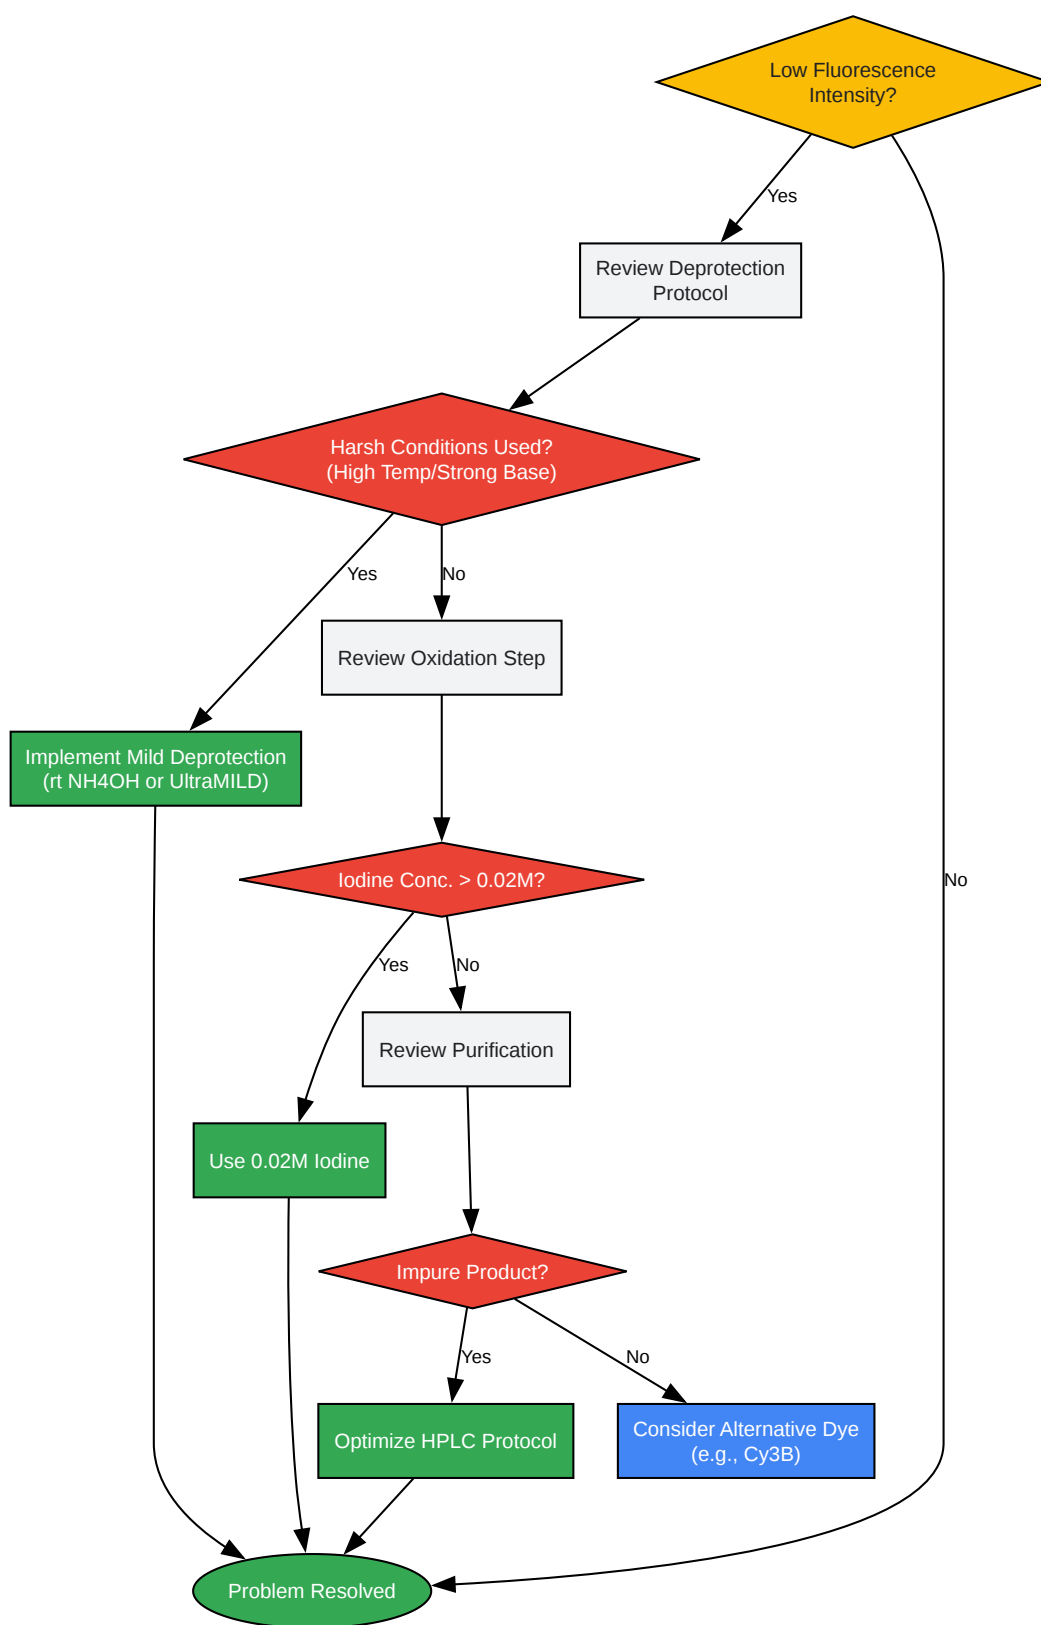 Low Fluorescence
Intensity?
Yes
Review Deprotection
Protocol
Harsh Conditions Used?
(High Temp/Strong Base)
Yes
No
Review Oxidation Step
Implement Mild Deprotection
(rt NH4OH or UltraMILD)
Iodine Conc. > 0.02M?
No
Yes
No
Review Purification
Use 0.02M Iodine
Impure Product?
Yes
No
Optimize HPLC Protocol
Consider Alternative Dye
(e.g., Cy3B)
Problem Resolved